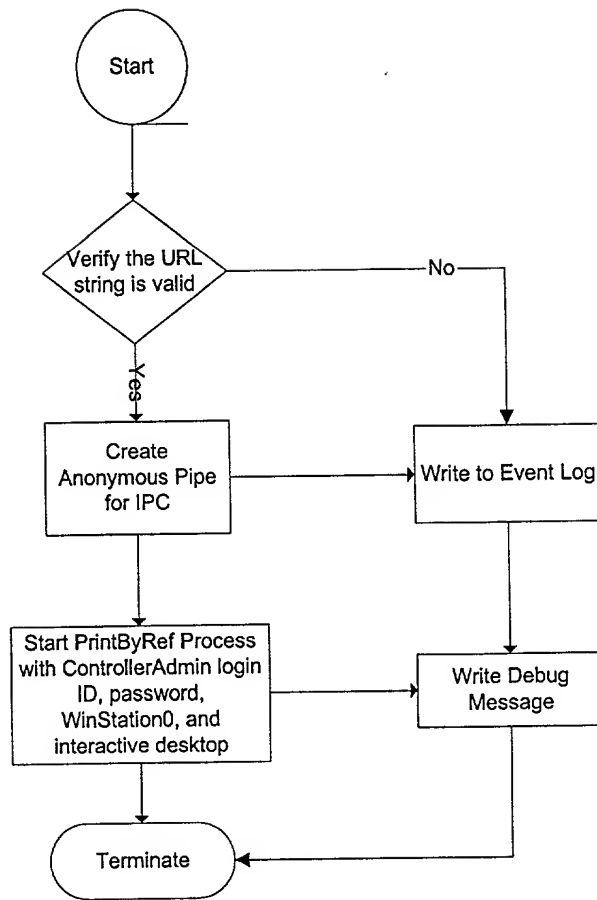 Start
Verify the URL
string is valid
No
Yes
Create
Anonymous Pipe
for IPC
Write to Event Log
Start PrintByRef Process
with ControllerAdmin login
ID, password,
WinStation0, and
interactive desktop
Write Debug
Message
Terminate